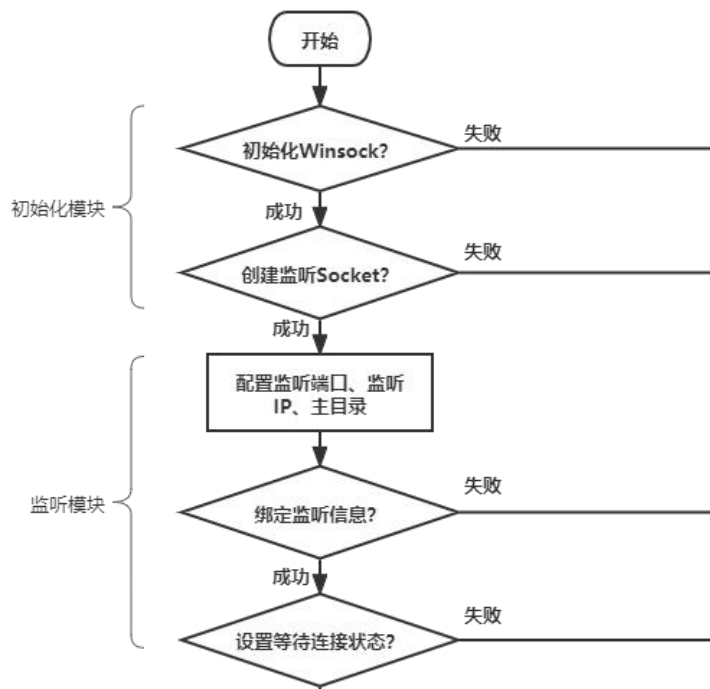 开始
初始化Winsock?
失败
初始化模块
成功
创建监听Socket?
失败
成功
配置监听端口、监听
IP、主目录
监听模块
绑定监听信息?
失败
成功
设置等待连接状态?
失败